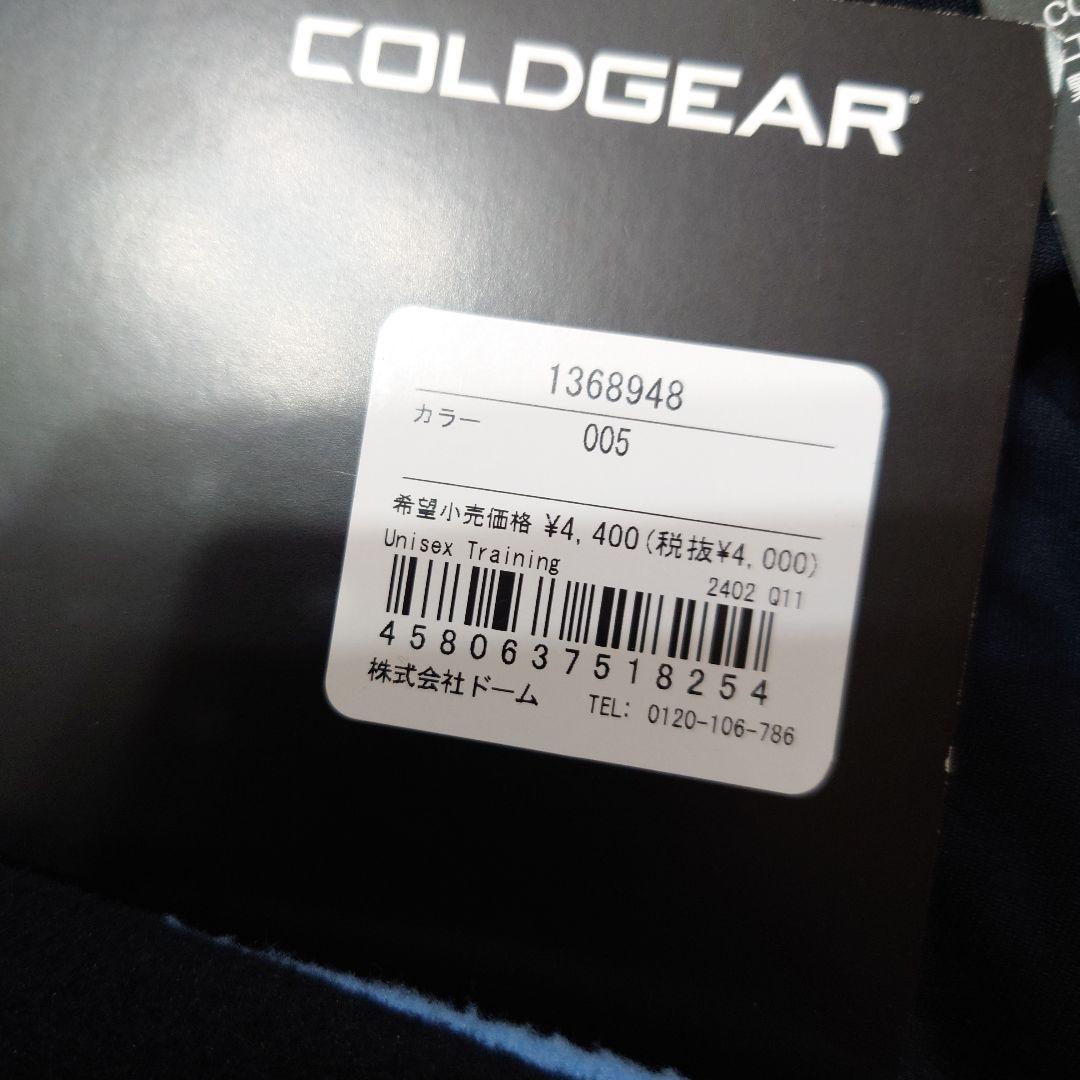 COLDGEAR
1368948
カラー 005
希望小売価格 ¥4,400(税抜¥4,000)
Unisex Training
2402 Q11
4580637518254
株式会社ドーム TEL: 0120-106-786